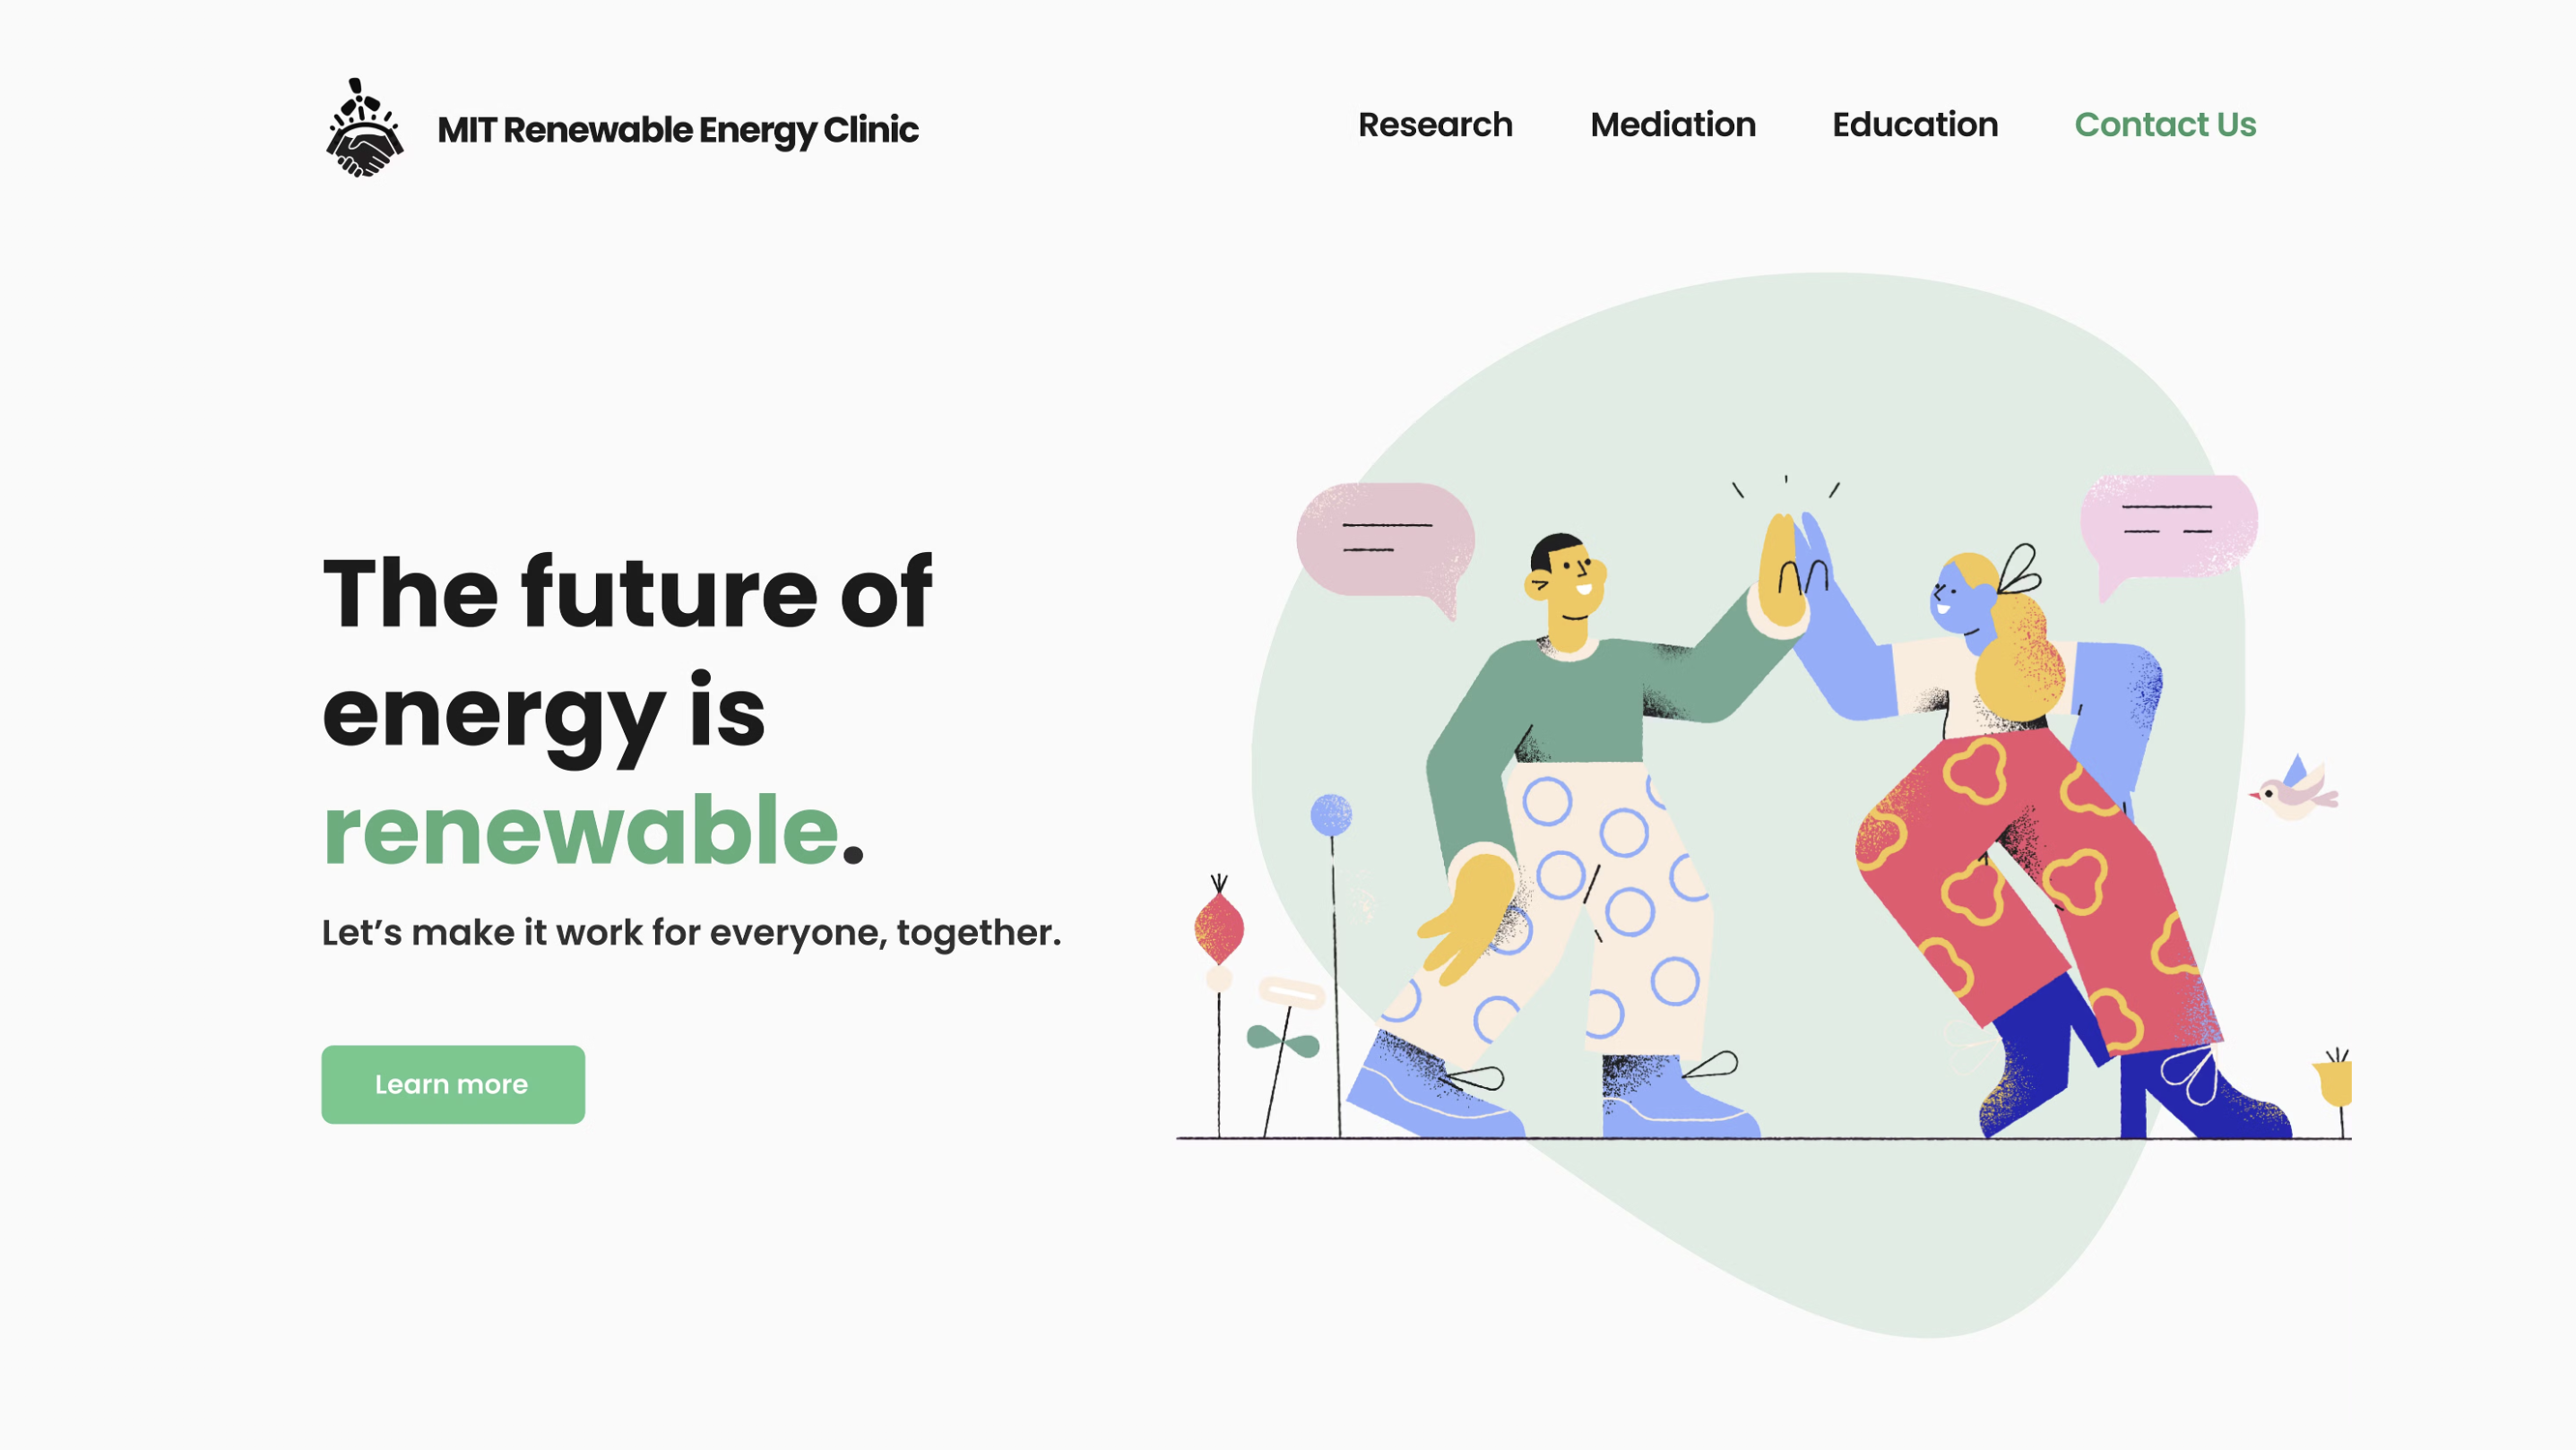 MIT Renewable Energy Clinic
Research
Mediation
Education
Contact Us
The future of
energy is
renewable.
Let’s make it work for everyone, together.
Learn more